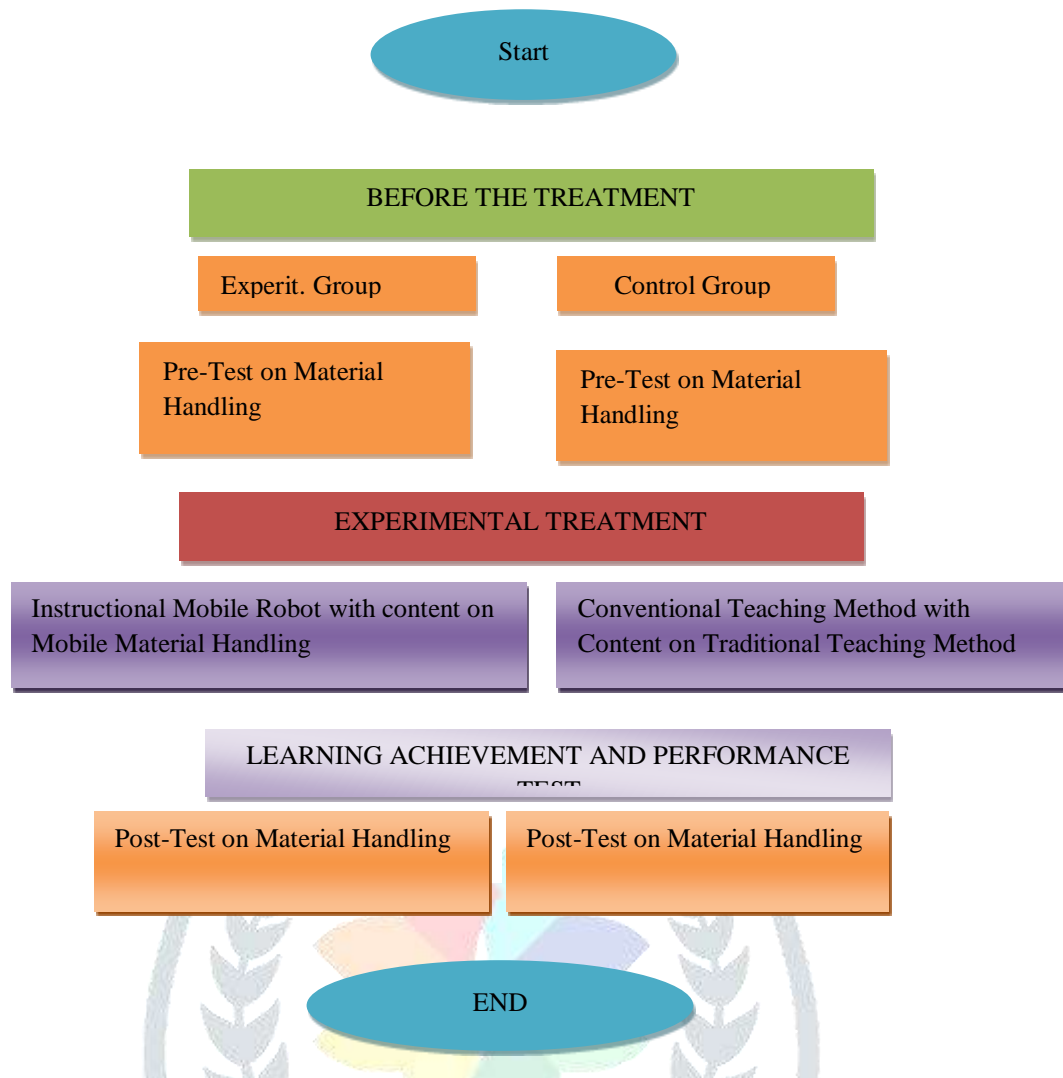 Start
BEFORE THE TREATMENT
Experit. Group
Control Group
Pre-Test on Material
Handling
Pre-Test on Material
Handling
EXPERIMENTAL TREATMENT
Instructional Mobile Robot with content on
Mobile Material Handling
Conventional Teaching Method with
Content on Traditional Teaching Method
LEARNING ACHIEVEMENT AND PERFORMANCE
TEST
Post-Test on Material Handling
Post-Test on Material Handling
END